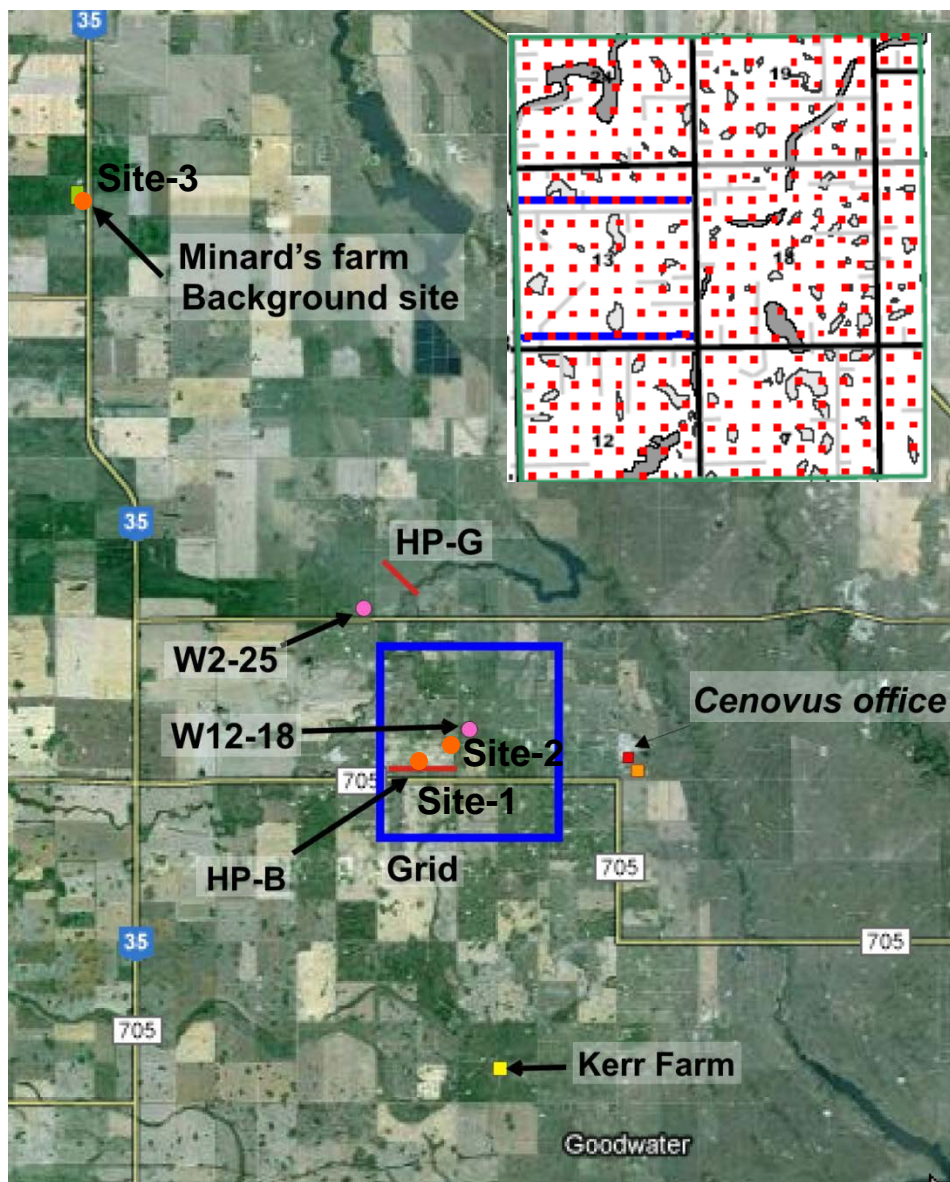 35
19
Site-3
Minard's farm
Background site
13
18
12
7
35
HP-G
W2-25
Cenovus office
W12-18
Site-2
705
Site-1
HP-B
Grid
705
35
705
705
Kerr Farm
Goodwater